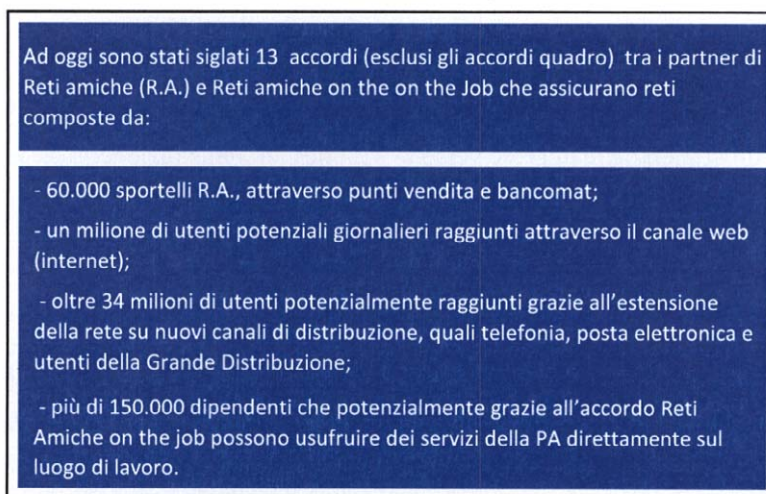 Ad oggi sono stati siglati 13 accordi (esclusi gli accordi quadro) tra i partner di
Reti amiche (R.A.) e Reti amiche on the on the Job che assicurano reti
composte da:
- 60.000 sportelli R.A., attraverso punti vendita e bancomat;
- un milione di utenti potenziali giornalieri raggiunti attraverso il canale web
(internet);
- oltre 34 milioni di utenti potenzialmente raggiunti grazie all'estensione
della rete su nuovi canali di distribuzione, quali telefonia, posta elettronica e
utenti della Grande Distribuzione;
- più di 150.000 dipendenti che potenzialmente grazie all'accordo Reti
Amiche on the job possono usufruire dei servizi della PA direttamente sul
luogo di lavoro.